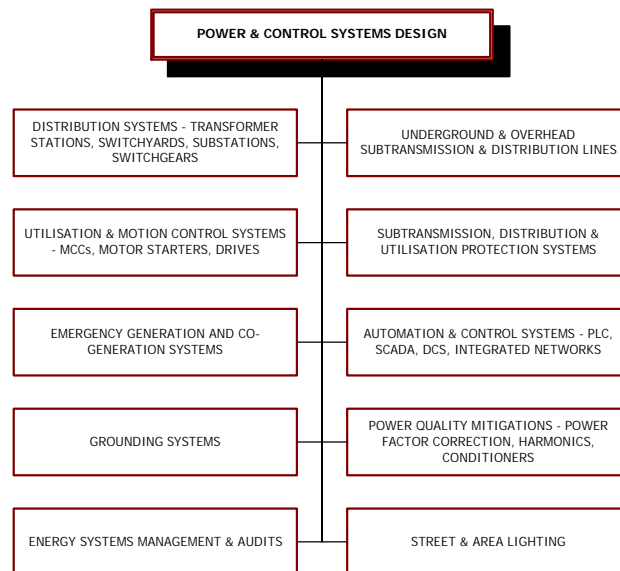 POWER & CONTROL SYSTEMS DESIGN
DISTRIBUTION SYSTEMS - TRANSFORMER
STATIONS, SWITCHYARDS, SUBSTATIONS,
SWITCHGEARS
UNDERGROUND & OVERHEAD
SUBTRANSMISSION & DISTRIBUTION LINES
UTILISATION & MOTION CONTROL SYSTEMS
- MCCs, MOTOR STARTERS, DRIVES
SUBTRANSMISSION, DISTRIBUTION &
UTILISATION PROTECTION SYSTEMS
EMERGENCY GENERATION AND CO-
GENERATION SYSTEMS
AUTOMATION & CONTROL SYSTEMS - PLC,
SCADA, DCS, INTEGRATED NETWORKS
GROUNDING SYSTEMS
POWER QUALITY MITIGATIONS - POWER
FACTOR CORRECTION, HARMONICS,
CONDITIONERS
ENERGY SYSTEMS MANAGEMENT & AUDITS
STREET & AREA LIGHTING